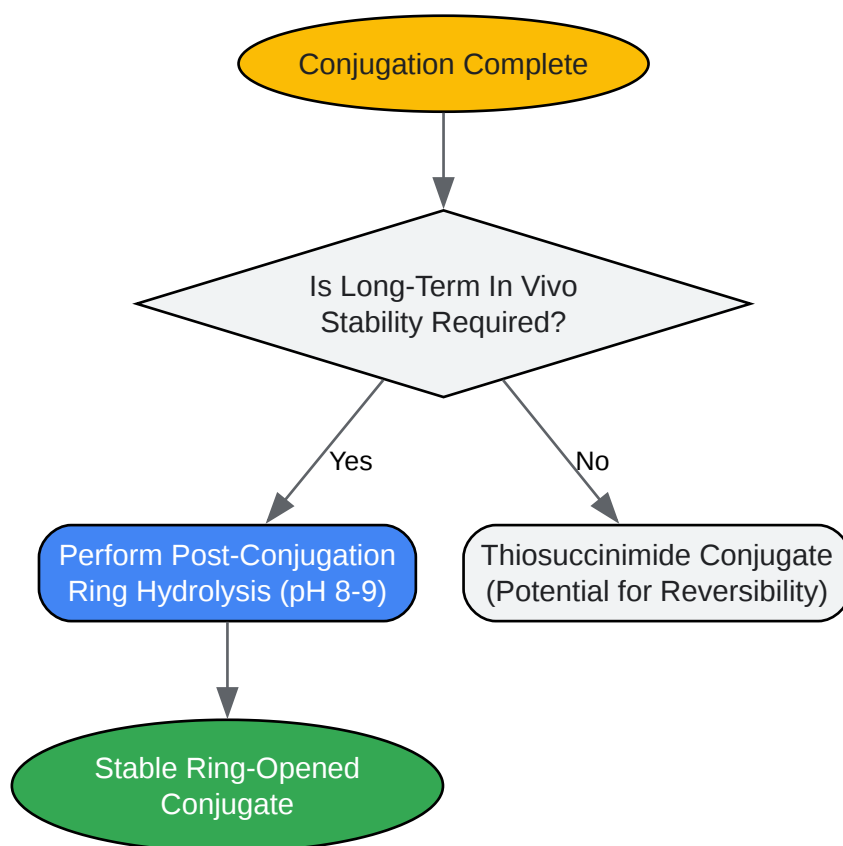 Conjugation Complete
Is Long-Term In Vivo
Stability Required?
Yes
No
Perform Post-Conjugation
Ring Hydrolysis (pH 8-9)
Thiosuccinimide Conjugate
(Potential for Reversibility)
Stable Ring-Opened
Conjugate